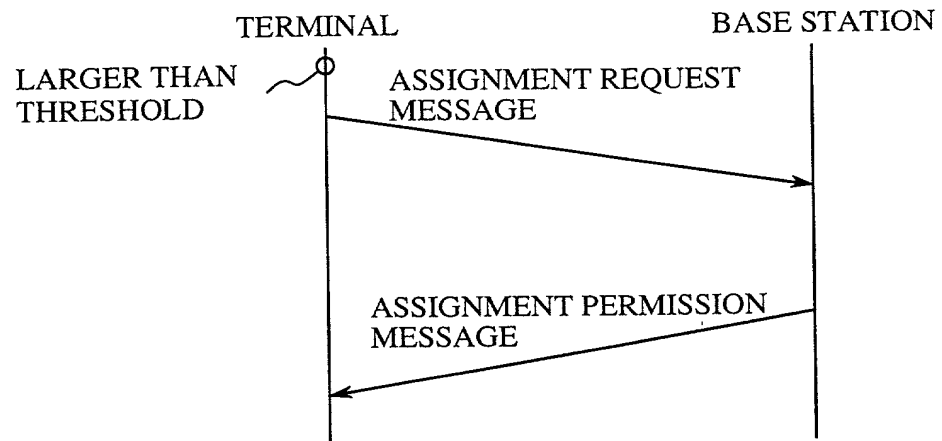 TERMINAL
BASE STATION
LARGER THAN
THRESHOLD
ASSIGNMENT REQUEST
MESSAGE
ASSIGNMENT PERMISSION
MESSAGE